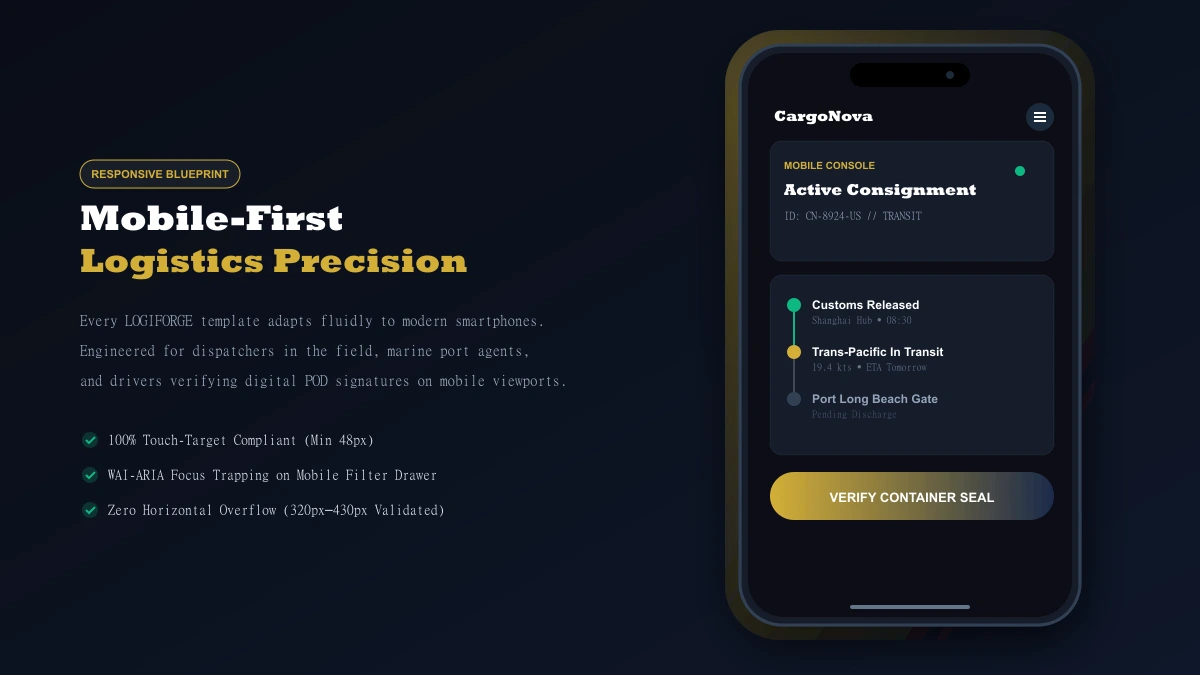 RESPONSIVE BLUEPRINT
Mobile-First
Logistics Precision
Every LOGIFORGE template adapts fluidly to modern smartphones.
Engineered for dispatchers in the field, marine port agents,
and drivers verifying digital POD signatures on mobile viewports.
100% Touch-Target Compliant (Min 48px)
WAI-ARIA Focus Trapping on Mobile Filter Drawer
Zero Horizontal Overflow (320px—430px Validated)
CargoNova
MOBILE CONSOLE
Active Consignment
ID: CN-8924-US // TRANSIT
Customs Released
Shanghai Hub • 08:30
Trans-Pacific In Transit
19.4 kts • ETA Tomorrow
Port Long Beach Gate
Pending Discharge
VERIFY CONTAINER SEAL